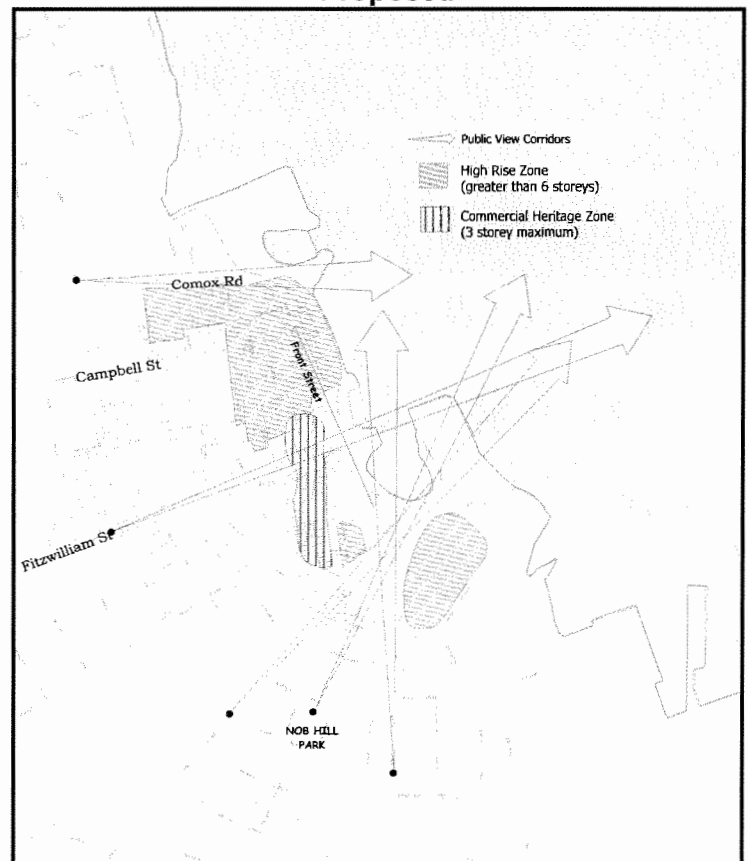 Public View Corridors
High Rise Zone
(greater than 6 storeys)
Commercial Heritage Zone
(3 storey maximum)
Comox Rd
Front Street
Campbell St
Fitzwilliam St
NOB HILL
PARK